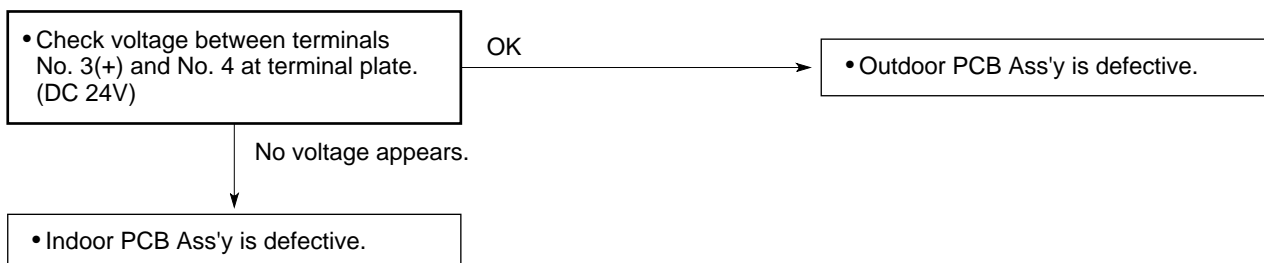 • Check voltage between terminals
No. 3(+) and No. 4 at terminal plate.
(DC 24V)
OK
• Outdoor PCB Ass'y is defective.
No voltage appears.
• Indoor PCB Ass'y is defective.